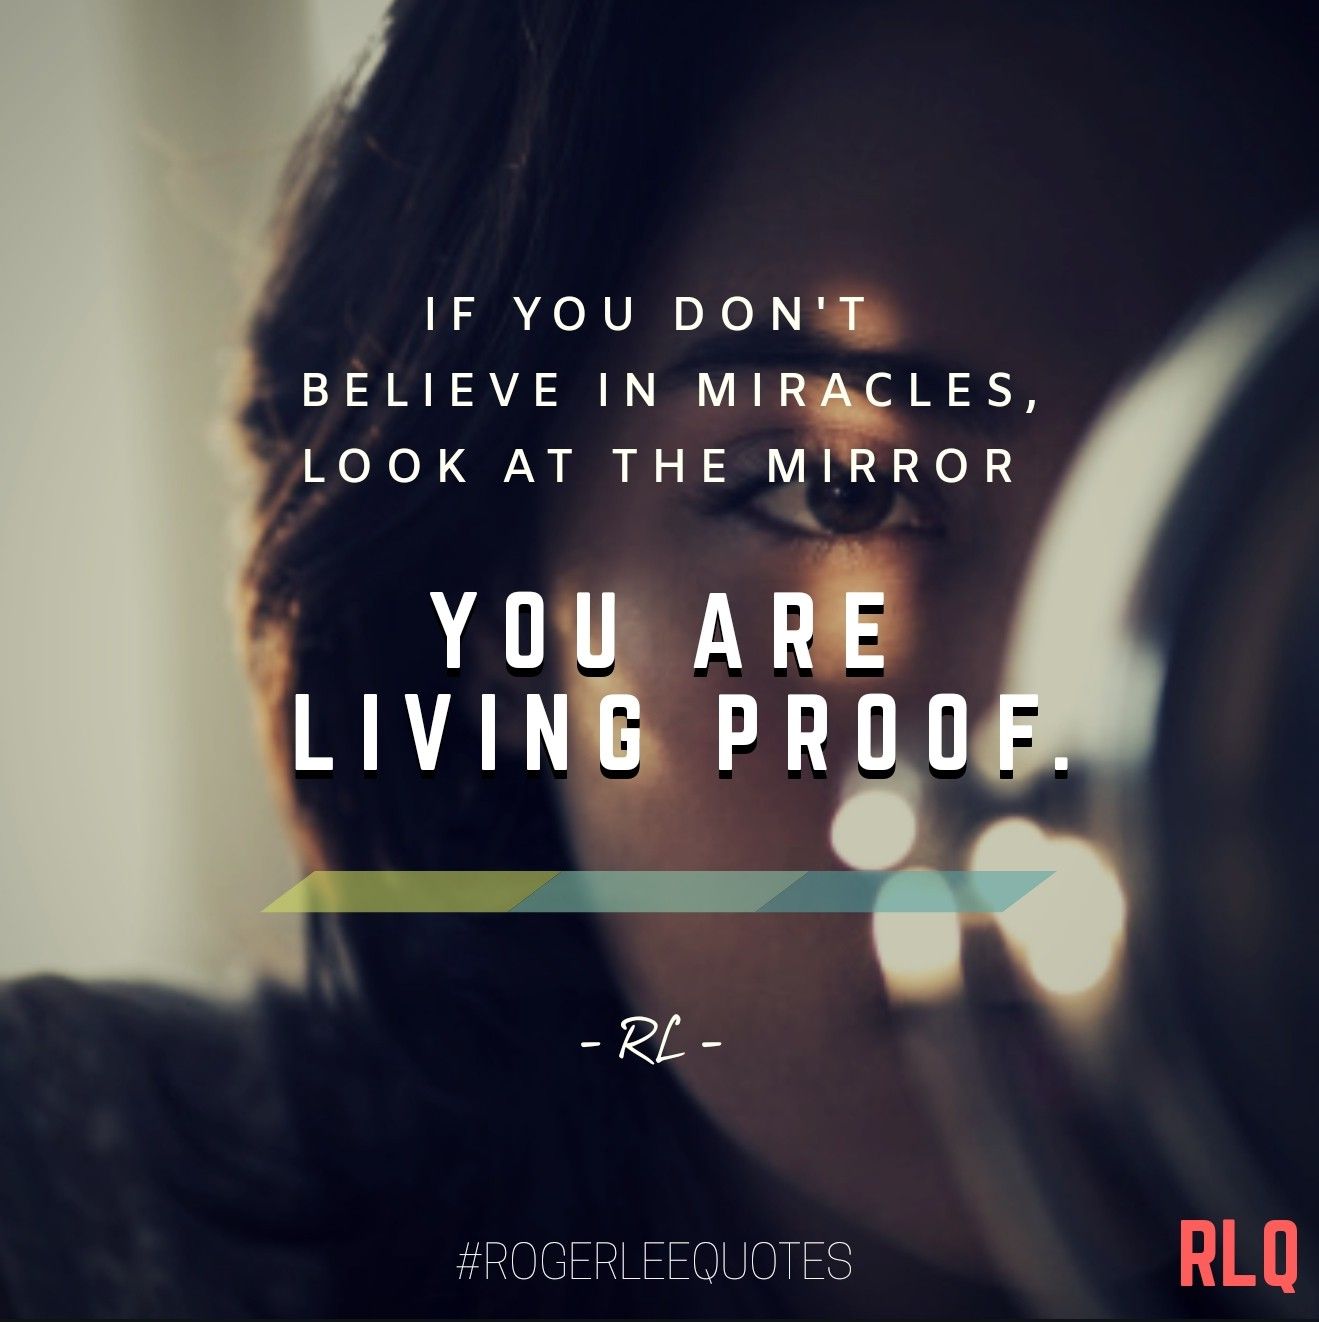 IF YOU DON'T
BELIEVE IN MIRACLES,
LOOK AT THE MIRROR
YOU ARE
LIVING PROOF.
- RL -
#ROGERLEEQUOTES
RLQ